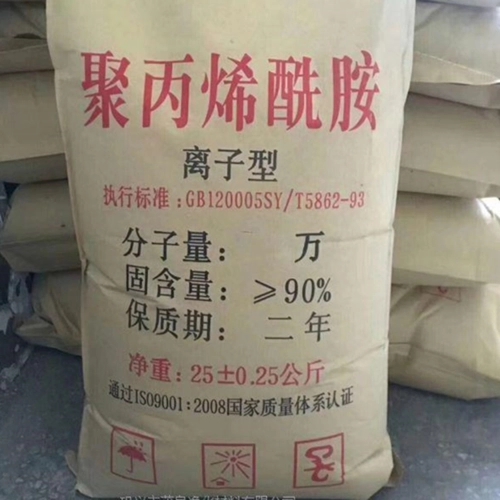 聚丙烯酰胺
离子型
执行标准:GB120005SY/T5862-93
分子量: 万
固含量: ≥90%
保质期: 二年
净重:25±0.25公斤
通过ISO9001:2008国家质量体系认证